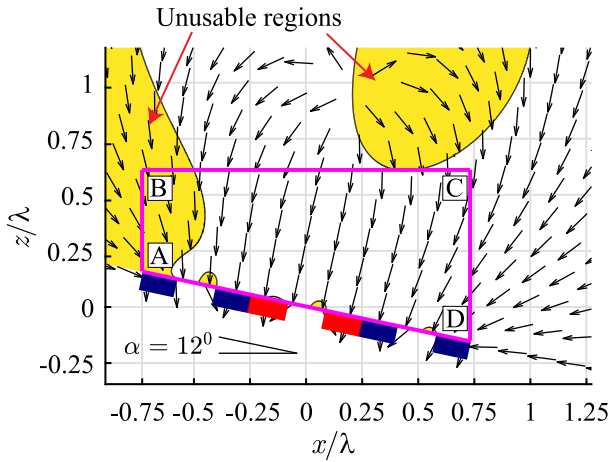 Unusable regions
1
0.75
0.5
0.25
0
-0.25
z/λ
B
C
A
D
α = 12⁰
-0.75 -0.5 -0.25 0 0.25 0.5 0.75 1 1.25
x/λ